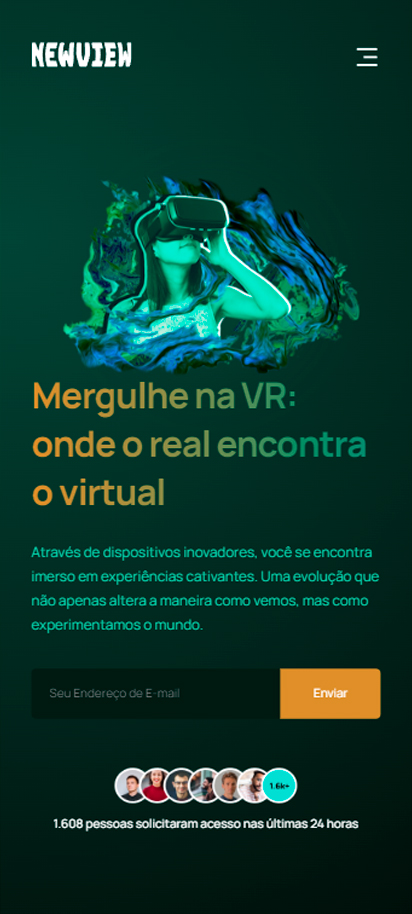 NEWVIEW
Mergulhe na VR:
onde o real encontra
o virtual
Através de dispositivos inovadores, você se encontra
imerso em experiências cativantes. Uma evolução que
não apenas altera a maneira como vemos, mas como
experimentamos o mundo.
Seu Endereço de E-mail
Enviar
1.6k+
1.608 pessoas solicitaram acesso nas últimas 24 horas